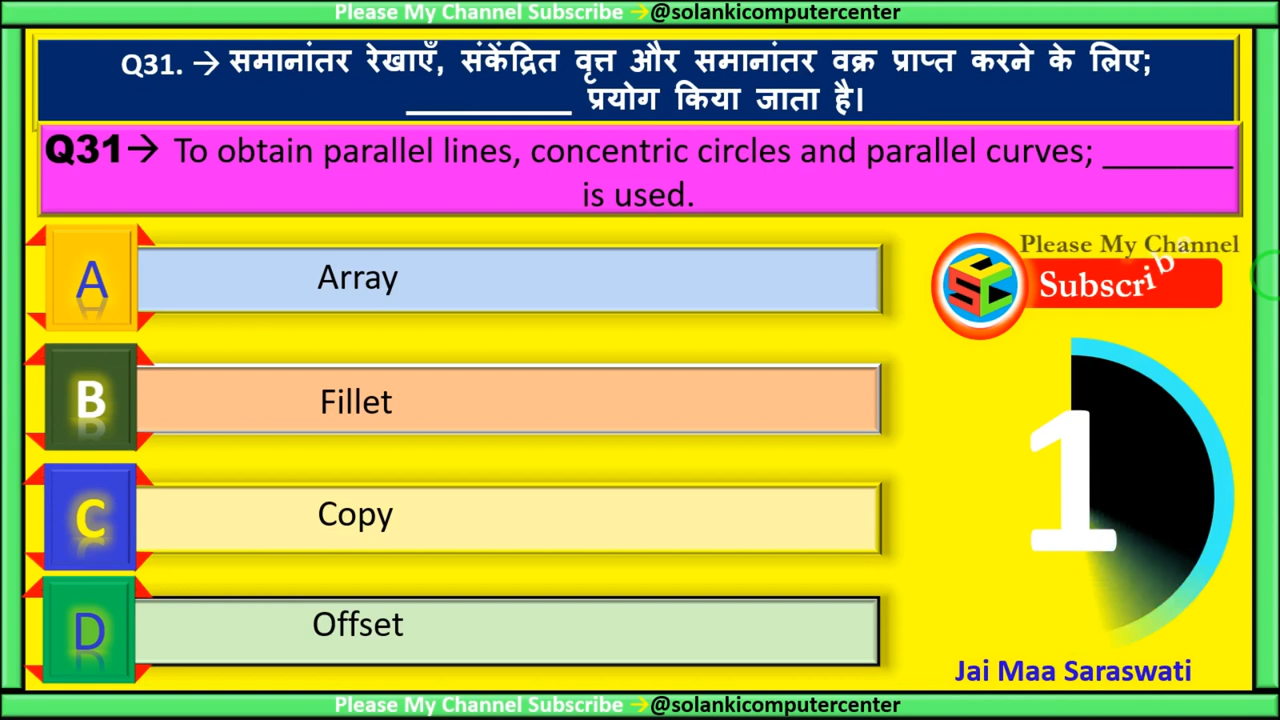 Please My Channel Subscribe →@solankicomputercenter
Q31. → समानांतर रेखाएँ, संकेंद्रित वृत्त और समानांतर वक्र प्राप्त करने के लिए;
__________ प्रयोग किया जाता है।
Q31→ To obtain parallel lines, concentric circles and parallel curves; _______
is used.
A Array
B Fillet
C Copy
D Offset
Please My Channel
Subscribe
1
Jai Maa Saraswati
Please My Channel Subscribe →@solankicomputercenter